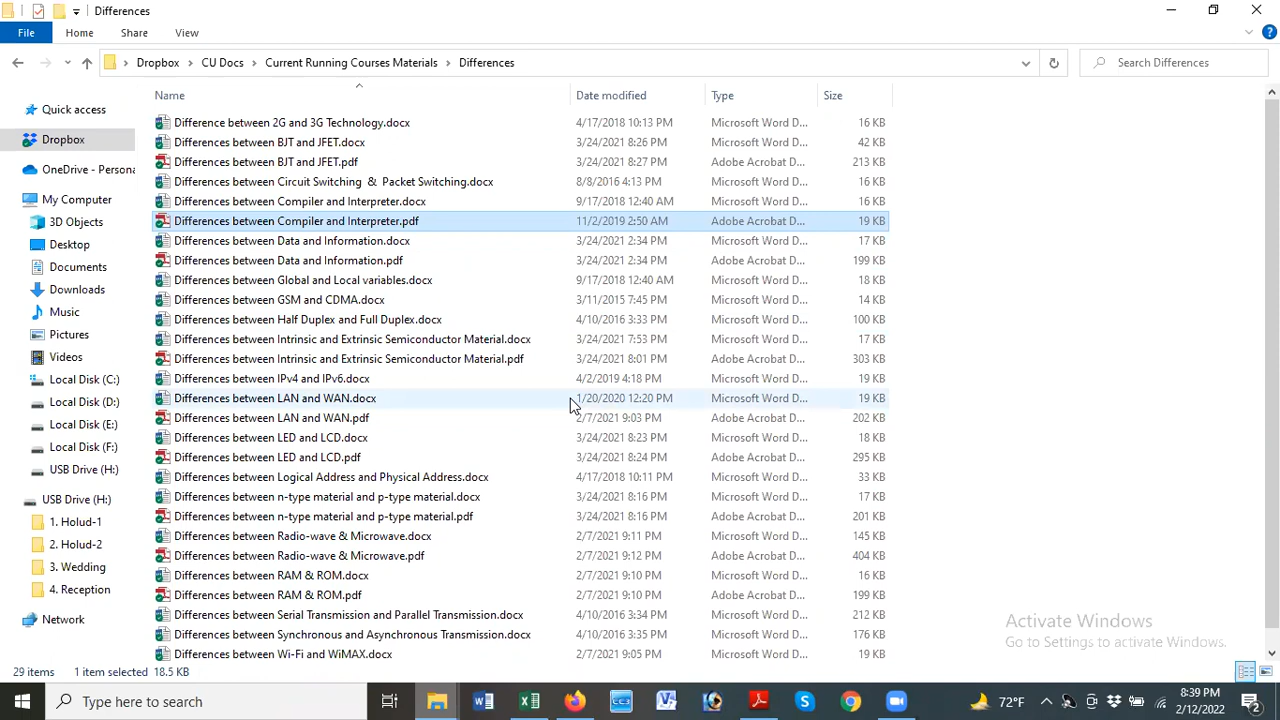 Differences
File Home Share View
Dropbox Current Running Courses Materials Differences CU Docs Search Differences
Name Date modified Type Size
Quick access
Dropbox
OneDrive - Persona
My Computer
3D Objects
Desktop
Documents
Downloads
Music
Pictures
Videos
Local Disk (C:)
Local Disk (D:)
Local Disk (E:)
Local Disk (F:)
USB Drive (H:)
USB Drive (H:)
1. Holud-1
2. Holud-2
3. Wedding
4. Reception
Network
Difference between 2G and 3G Technology.docx 4/17/2018 10:13 PM Microsoft Word D... 16 KB
Differences between BJT and JFET.docx 3/24/2021 8:26 PM Microsoft Word D... 42 KB
Differences between BJT and JFET.pdf 3/24/2021 8:27 PM Adobe Acrobat D... 213 KB
Differences between Circuit Switching & Packet Switching.docx 8/8/2016 4:13 PM Microsoft Word D... 16 KB
Differences between Compiler and Interpreter.docx 9/17/2018 12:40 AM Microsoft Word D... 16 KB
Differences between Compiler and Interpreter.pdf 11/2/2019 2:50 AM Adobe Acrobat D... 19 KB
Differences between Data and Information.docx 3/24/2021 2:34 PM Microsoft Word D... 17 KB
Differences between Data and Information.pdf 3/24/2021 2:34 PM Adobe Acrobat D... 199 KB
Differences between Global and Local variables.docx 9/17/2018 12:40 AM Microsoft Word D... 18 KB
Differences between GSM and CDMA.docx 3/11/2015 7:45 PM Microsoft Word D... 14 KB
Differences between Half Duplex and Full Duplex.docx 4/10/2016 3:33 PM Microsoft Word D... 100 KB
Differences between Intrinsic and Extrinsic Semiconductor Material.docx 3/24/2021 7:53 PM Microsoft Word D... 17 KB
Differences between Intrinsic and Extrinsic Semiconductor Material.pdf 3/24/2021 8:01 PM Adobe Acrobat D... 303 KB
Differences between IPv4 and IPv6.docx 4/2/2019 4:18 PM Microsoft Word D... 19 KB
Differences between LAN and WAN.docx 1/20/2020 12:20 PM Microsoft Word D... 19 KB
Differences between LAN and WAN.pdf 2/7/2021 9:03 PM Adobe Acrobat D... 202 KB
Differences between LED and LCD.docx 3/24/2021 8:23 PM Microsoft Word D... 18 KB
Differences between LED and LCD.pdf 3/24/2021 8:24 PM Adobe Acrobat D... 295 KB
Differences between Logical Address and Physical Address.docx 4/17/2018 10:11 PM Microsoft Word D... 33 KB
Differences between n-type material and p-type material.docx 3/24/2021 8:16 PM Microsoft Word D... 17 KB
Differences between n-type material and p-type material.pdf 3/24/2021 8:16 PM Adobe Acrobat D... 201 KB
Differences between Radio-wave & Microwave.docx 2/7/2021 9:11 PM Microsoft Word D... 145 KB
Differences between Radio-wave & Microwave.pdf 2/7/2021 9:12 PM Adobe Acrobat D... 404 KB
Differences between RAM & ROM.docx 2/7/2021 9:10 PM Microsoft Word D... 16 KB
Differences between RAM & ROM.pdf 2/7/2021 9:10 PM Adobe Acrobat D... 199 KB
Differences between Serial Transmission and Parallel Transmission.docx 4/10/2016 3:34 PM Microsoft Word D... 212 KB
Differences between Synchronous and Asynchronous Transmission.docx 4/10/2016 3:35 PM Microsoft Word D... 176 KB
Differences between Wi-Fi and WiMAX.docx 2/7/2021 9:05 PM Microsoft Word D... 19 KB
Activate Windows
Go to Settings to activate Windows.
29 items 1 item selected 18.5 KB
Type here to search
72°F
8:39 PM
2/12/2022
2